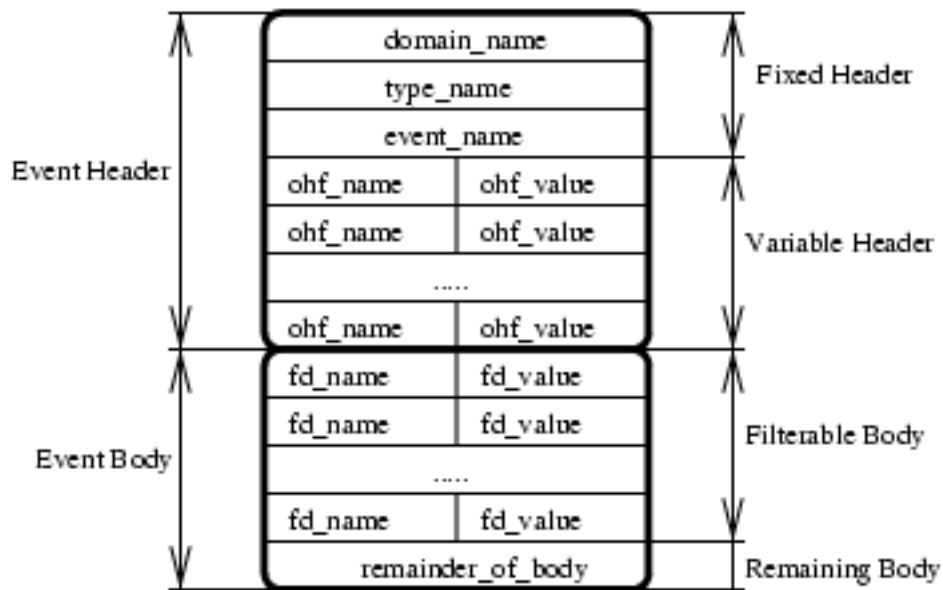 domain_name
type_name
event_name
Fixed Header
Event Header
ohf_name ohf_value
ohf_name ohf_value
.....
ohf_name ohf_value
Variable Header
fd_name fd_value
fd_name fd_value
.....
fd_name fd_value
Event Body
Filterable Body
remainder_of_body
Remaining Body